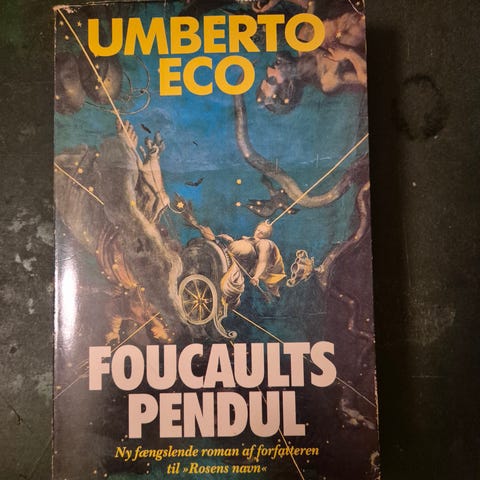 UMBERTO
ECO
FOUCAULTS
PENDUL
Ny fængslende roman af forfatteren
til »Rosens navn«